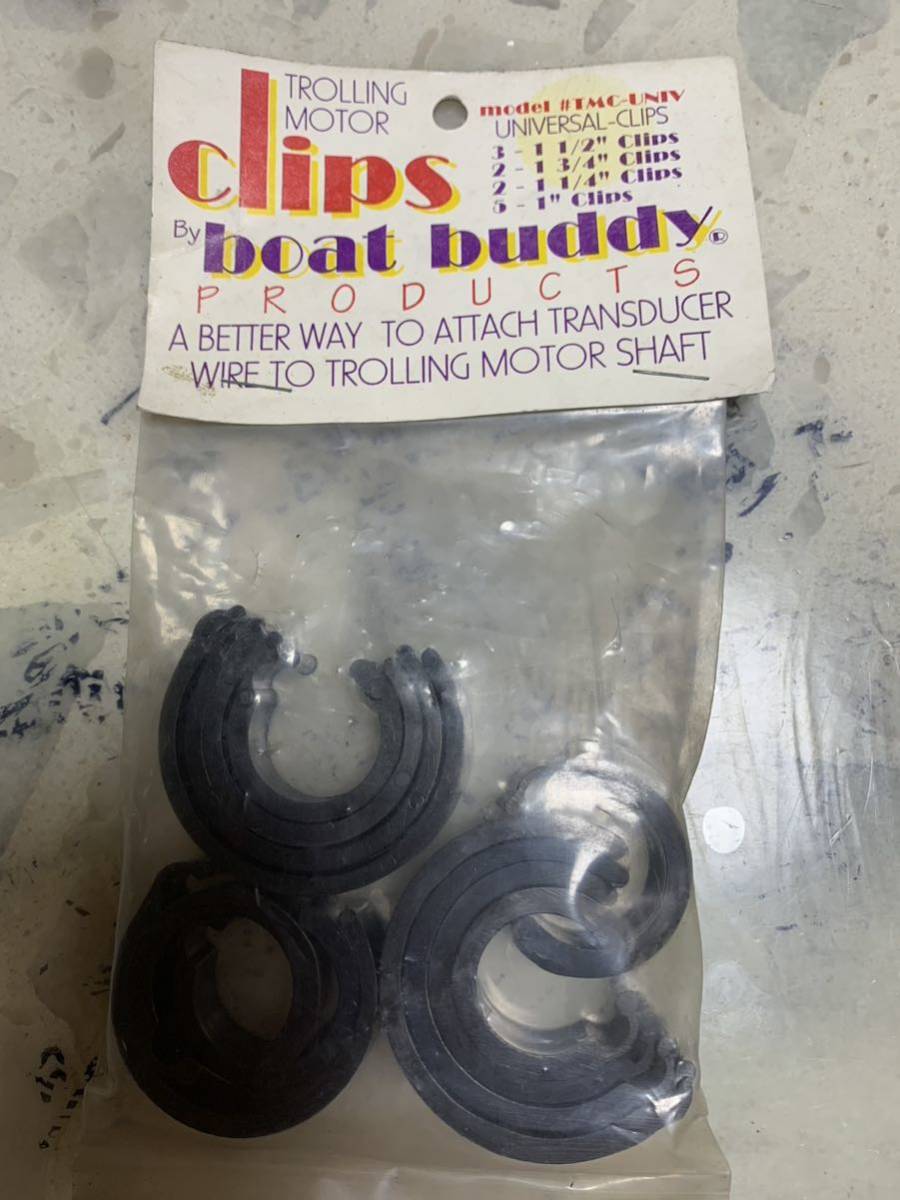 TROLLING
MOTOR
clips
model #TMC-UNIV
UNIVERSAL-CLIPS
3 - 1 1/2" Clips
2 - 1 3/4" Clips
2 - 1 1/4" Clips
5 - 1" Clips
By boat buddy®
PRODUCTS
A BETTER WAY TO ATTACH TRANSDUCER
WIRE TO TROLLING MOTOR SHAFT